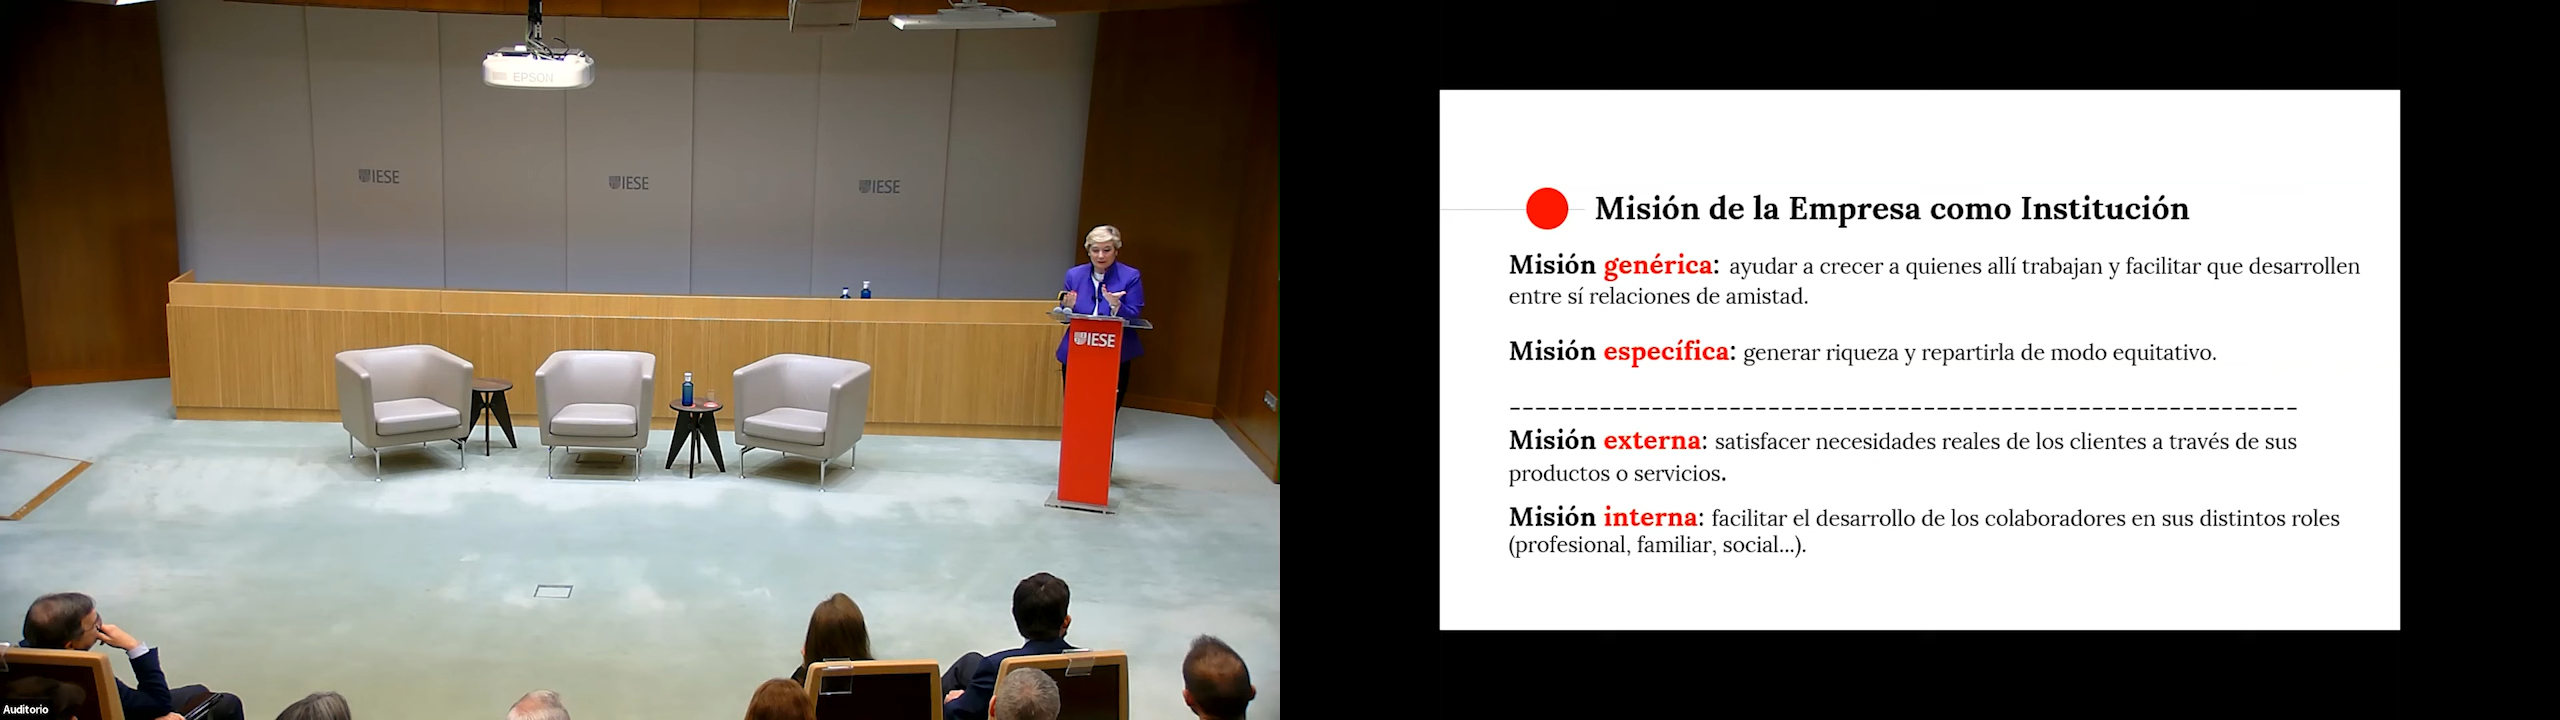 EPSON
IESE
IESE
IESE
IESE
Auditorio
Misión de la Empresa como Institución
Misión genérica: ayudar a crecer a quienes allí trabajan y facilitar que desarrollen
entre sí relaciones de amistad.
Misión específica: generar riqueza y repartirla de modo equitativo.
Misión externa: satisfacer necesidades reales de los clientes a través de sus
productos o servicios.
Misión interna: facilitar el desarrollo de los colaboradores en sus distintos roles
(profesional, familiar, social...).